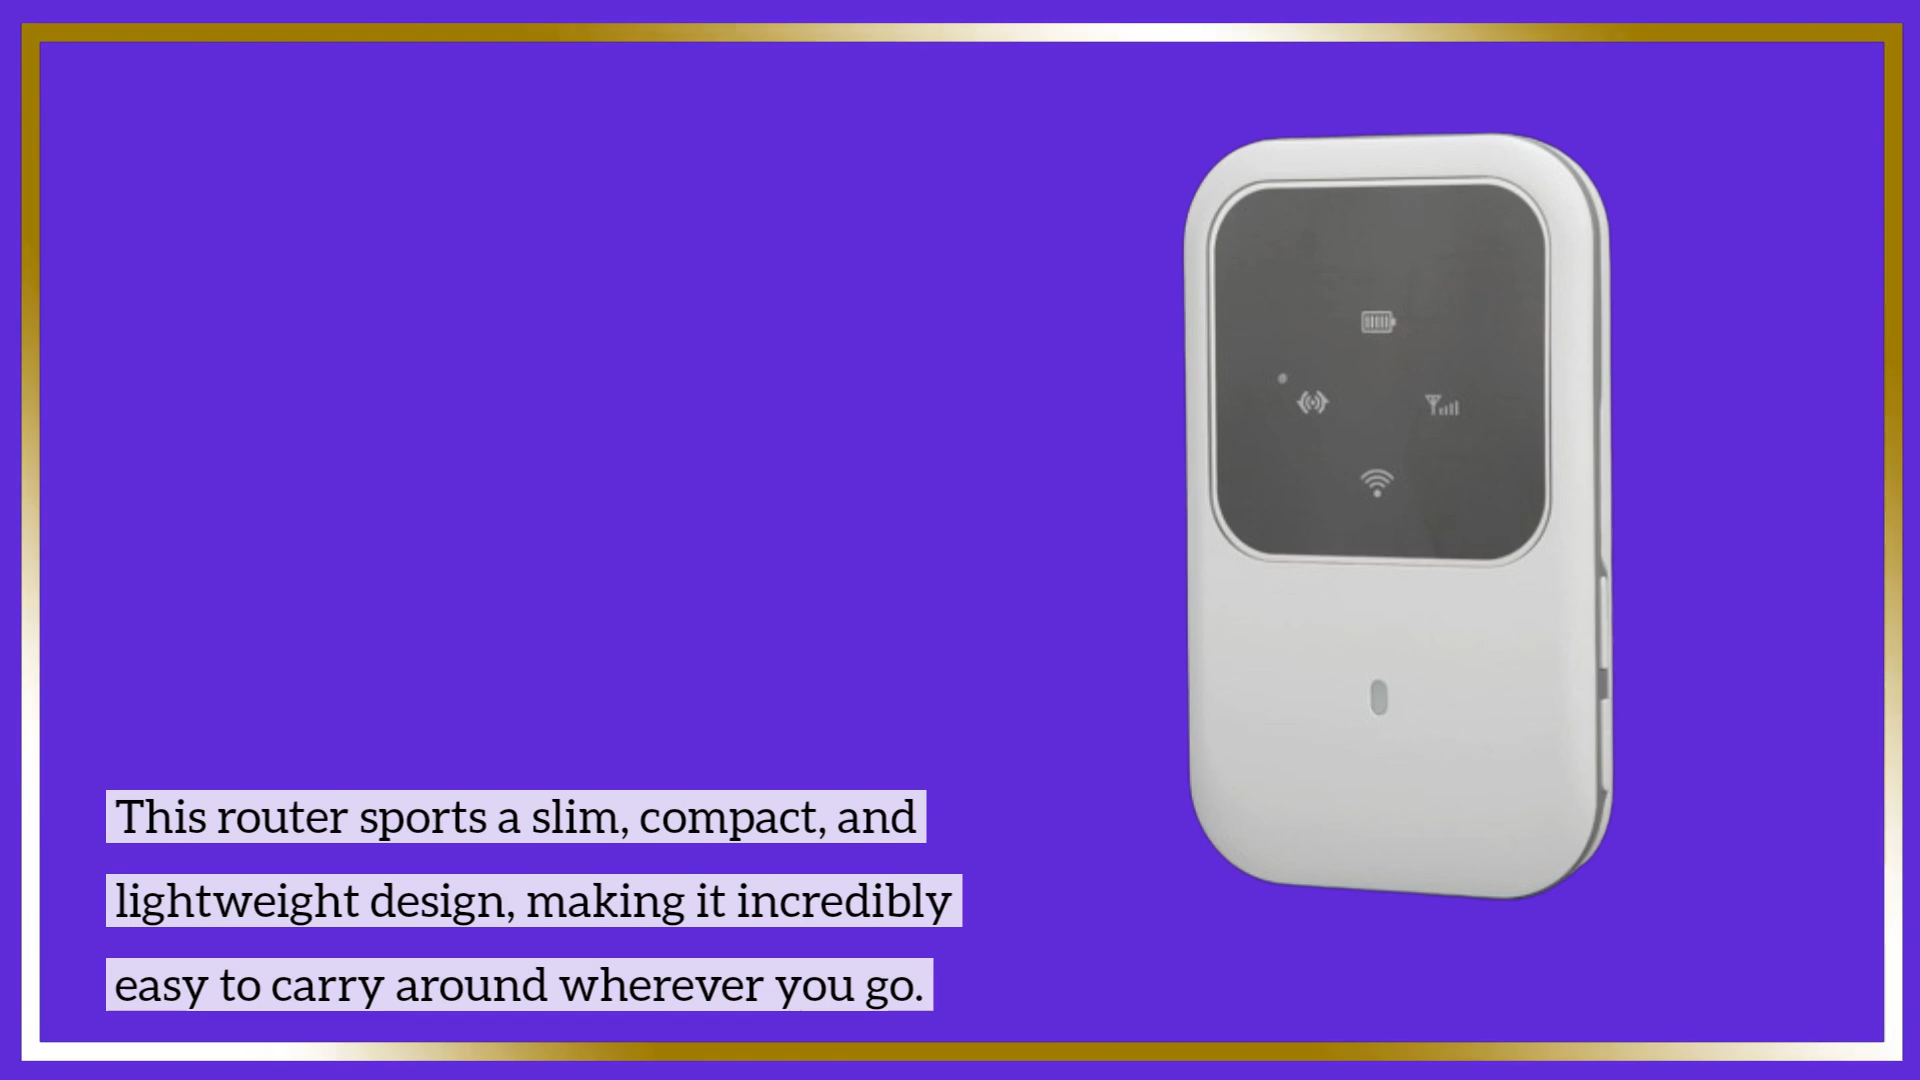 This router sports a slim, compact, and
lightweight design, making it incredibly
easy to carry around wherever you go.